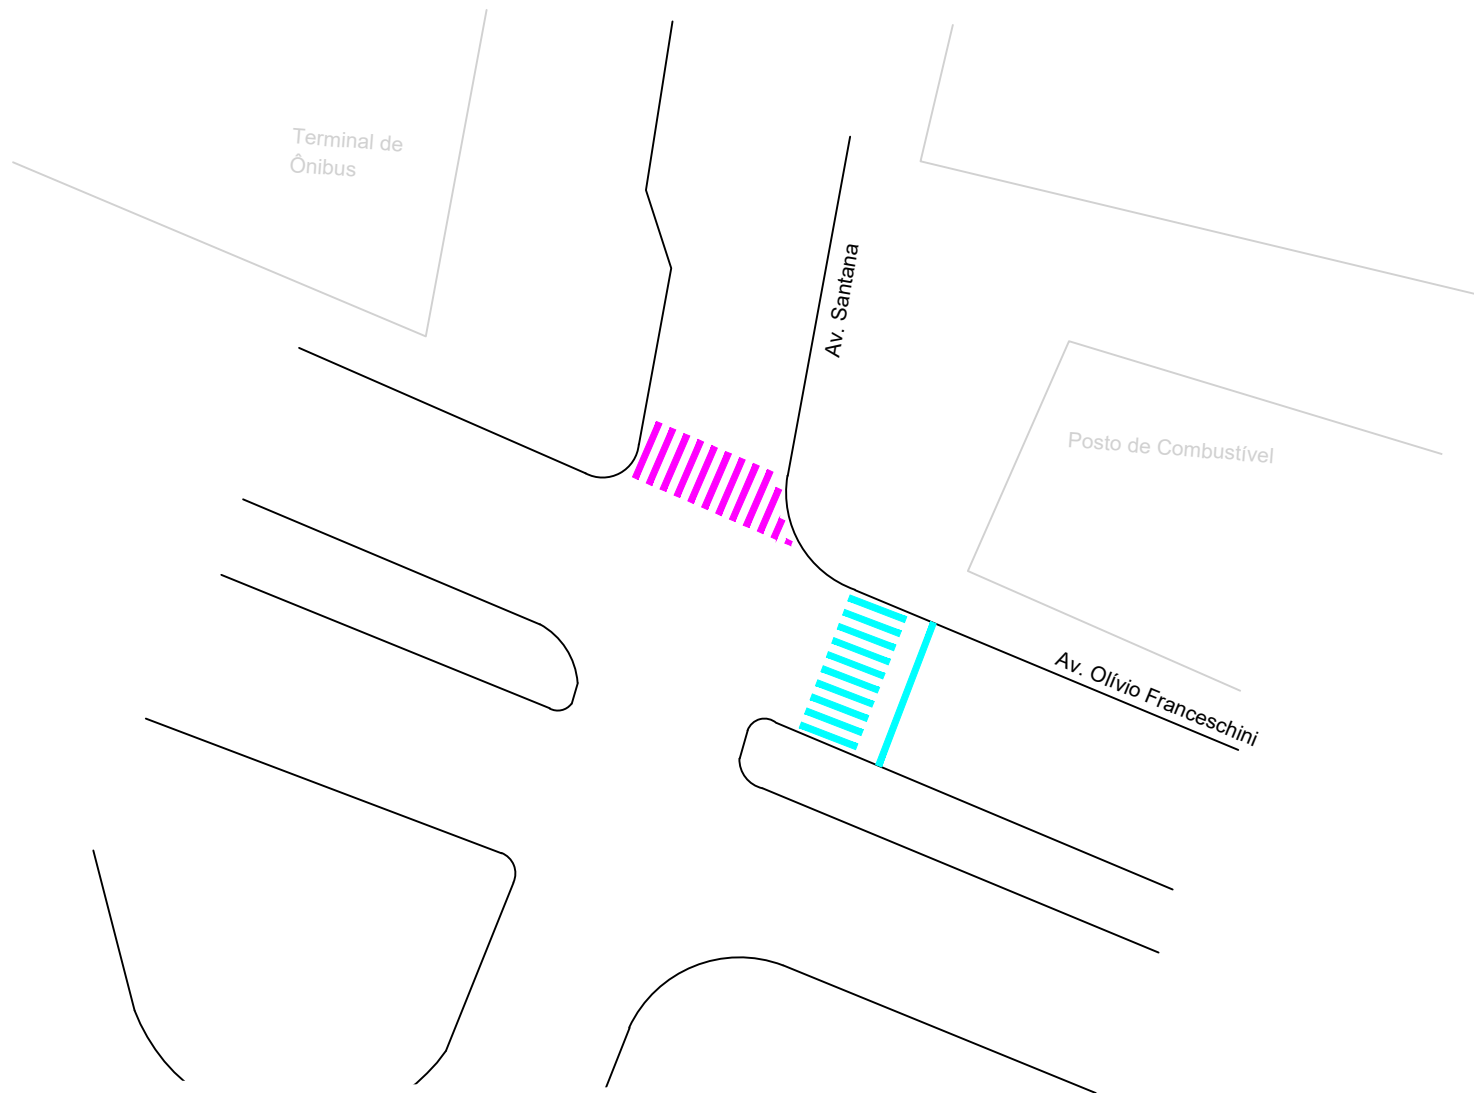 Terminal de
Ônibus
Av. Santana
Posto de Combustível
Av. Olívio Franceschini